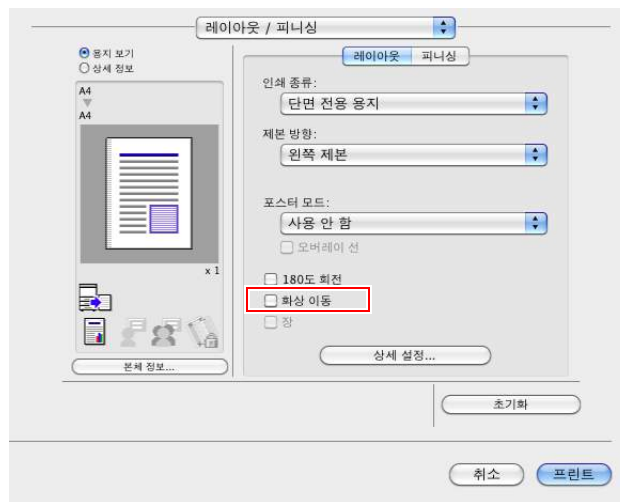 레이아웃 / 피니싱
용지 보기
상세 정보
A4
A4
x 1
본체 정보...
레이아웃 피니싱
인쇄 종류:
단면 전용 용지
제본 방향:
왼쪽 제본
포스터 모드:
사용 안 함
오버레이 선
180도 회전
화상 이동
장
상세 설정...
초기화
취소 프린트